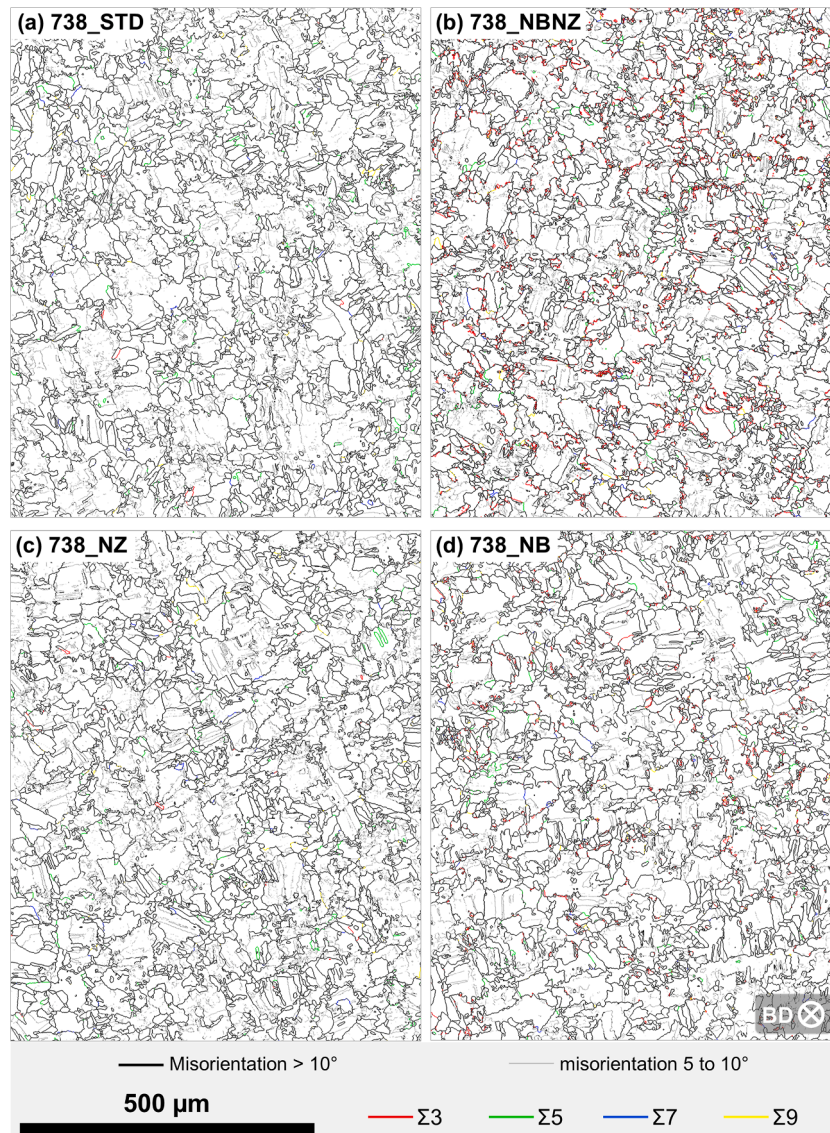 (a) 738_STD
(b) 738_NBNZ
(c) 738_NZ
(d) 738_NB
BD
Misorientation > 10°
misorientation 5 to 10°
500 µm
Σ3
Σ5
Σ7
Σ9